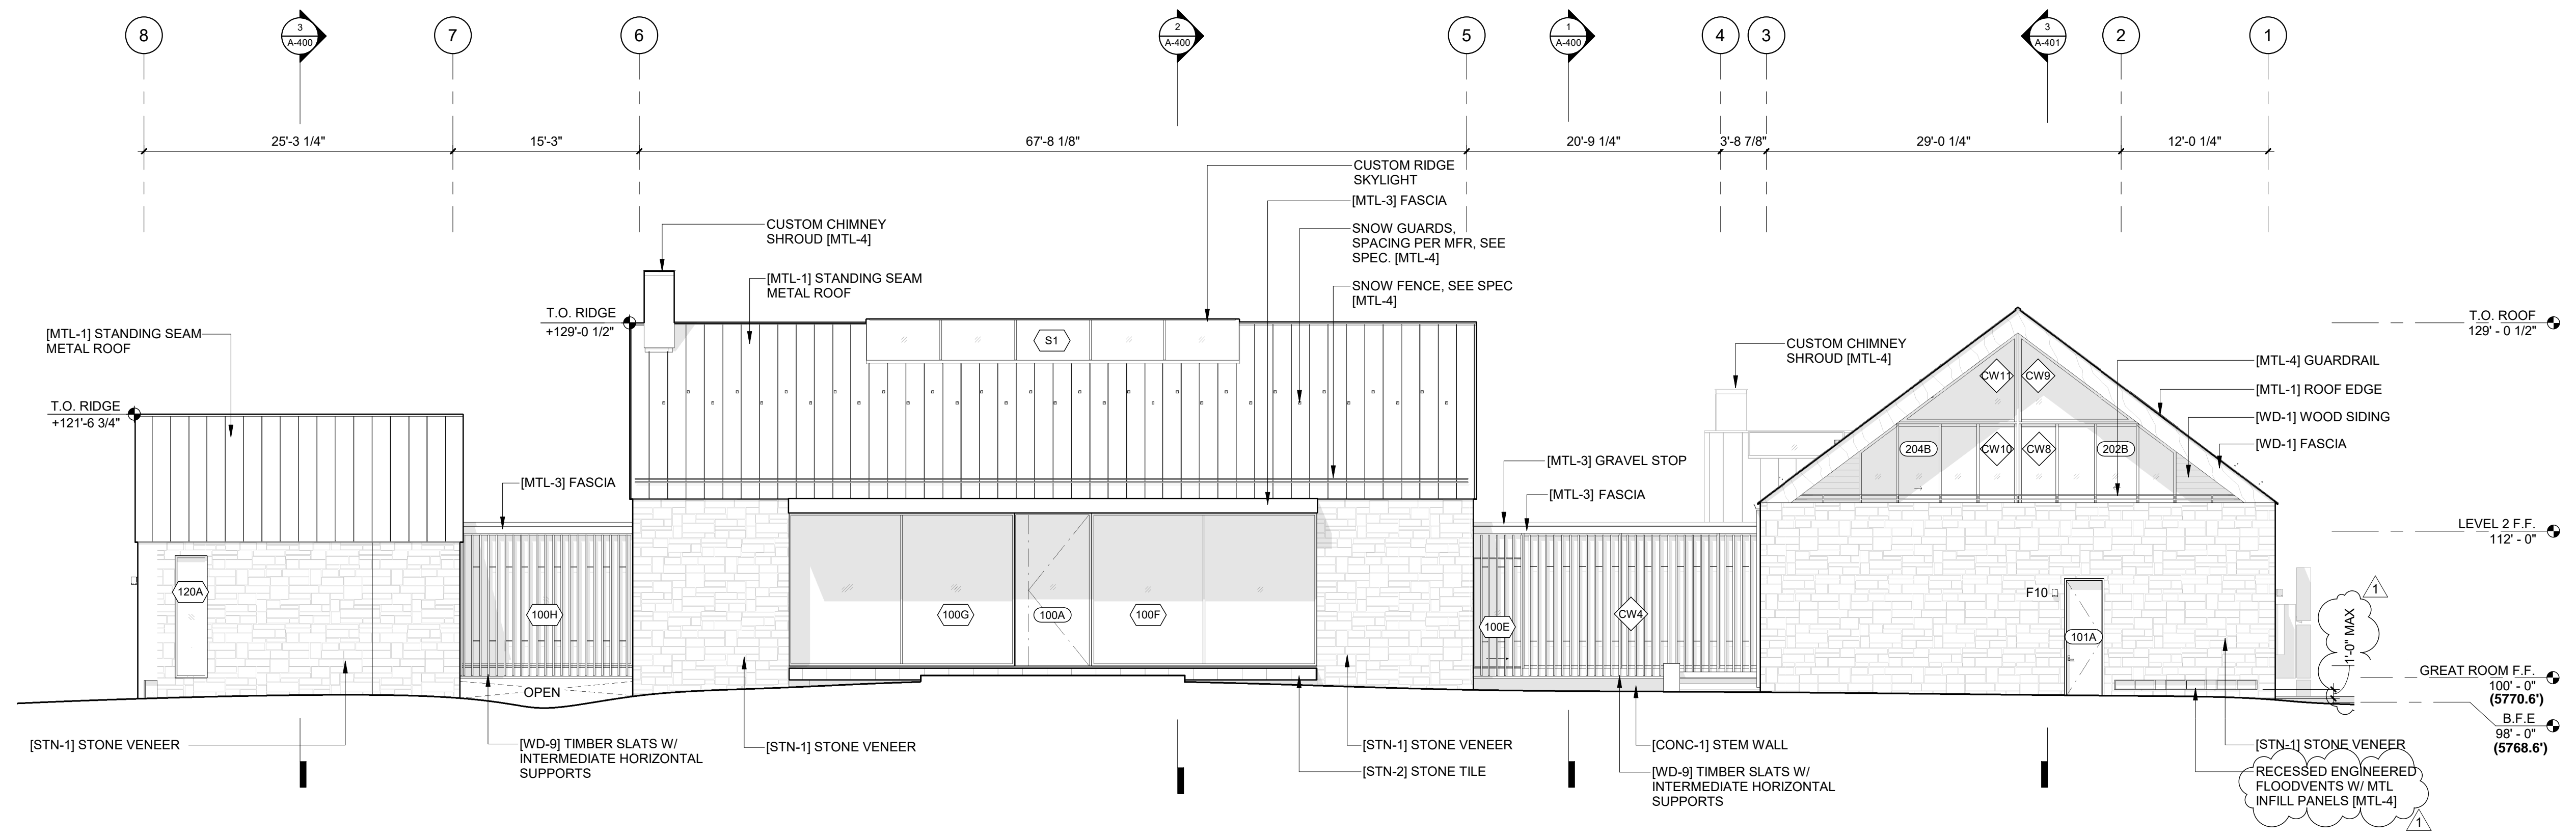 8
3
A-400
7
6
2
A-400
5
1
A-400
4
3
3
A-401
2
1
25'-3 1/4"
15'-3"
67'-8 1/8"
20'-9 1/4"
3'-8 7/8"
29'-0 1/4"
12'-0 1/4"
CUSTOM RIDGE
SKYLIGHT
[MTL-3] FASCIA
CUSTOM CHIMNEY
SHROUD [MTL-4]
SNOW GUARDS,
SPACING PER MFR, SEE
SPEC. [MTL-4]
[MTL-1] STANDING SEAM
METAL ROOF
SNOW FENCE, SEE SPEC
[MTL-4]
T.O. RIDGE
+129'-0 1/2"
T.O. ROOF
129' - 0 1/2"
[MTL-1] STANDING SEAM
METAL ROOF
S1
CUSTOM CHIMNEY
SHROUD [MTL-4]
[MTL-4] GUARDRAIL
CW11
CW9
[MTL-1] ROOF EDGE
T.O. RIDGE
+121'-6 3/4"
[WD-1] WOOD SIDING
[WD-1] FASCIA
204B
CW10
CW8
202B
[MTL-3] GRAVEL STOP
[MTL-3] FASCIA
[MTL-3] FASCIA
LEVEL 2 F.F.
112' - 0"
120A
100H
100G
100A
100F
100E
CW4
F10
101A
1
1'-0" MAX
GREAT ROOM F.F.
100' - 0"
(5770.6')
OPEN
B.F.E
98' - 0"
(5768.6')
[STN-1] STONE VENEER
[WD-9] TIMBER SLATS W/
INTERMEDIATE HORIZONTAL
SUPPORTS
[STN-1] STONE VENEER
[STN-1] STONE VENEER
[STN-2] STONE TILE
[CONC-1] STEM WALL
[WD-9] TIMBER SLATS W/
INTERMEDIATE HORIZONTAL
SUPPORTS
[STN-1] STONE VENEER
RECESSED ENGINEERED
FLOODVENTS W/ MTL
INFILL PANELS [MTL-4]
1